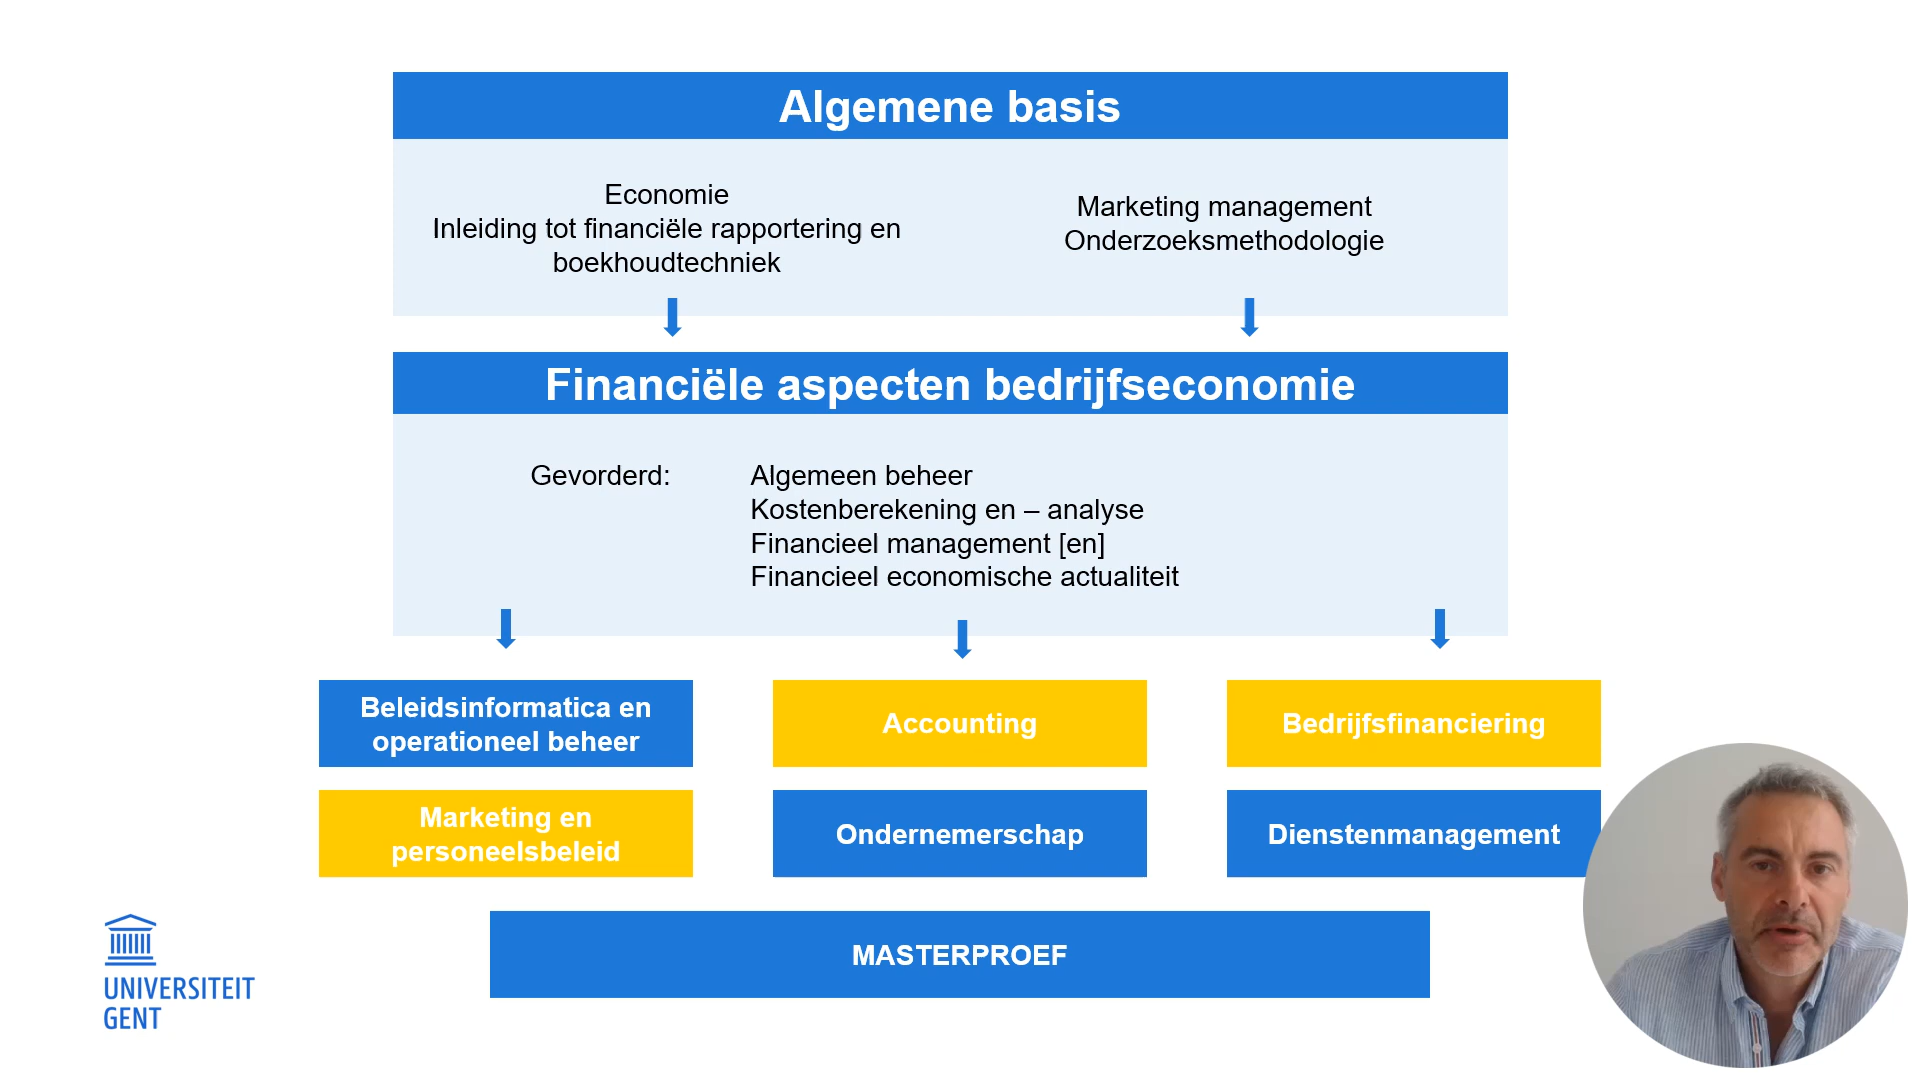 Algemene basis
Economie
Inleiding tot financiële rapportering en
boekhoudtechniek
Marketing management
Onderzoeksmethodologie
Financiële aspecten bedrijfseconomie
Gevorderd:
Algemeen beheer
Kostenberekening en – analyse
Financieel management [en]
Financieel economische actualiteit
Beleidsinformatica en
operationeel beheer
Accounting
Bedrijfsfinanciering
Marketing en
personeelsbeleid
Ondernemerschap
Dienstenmanagement
MASTERPROEF
UNIVERSITEIT
GENT